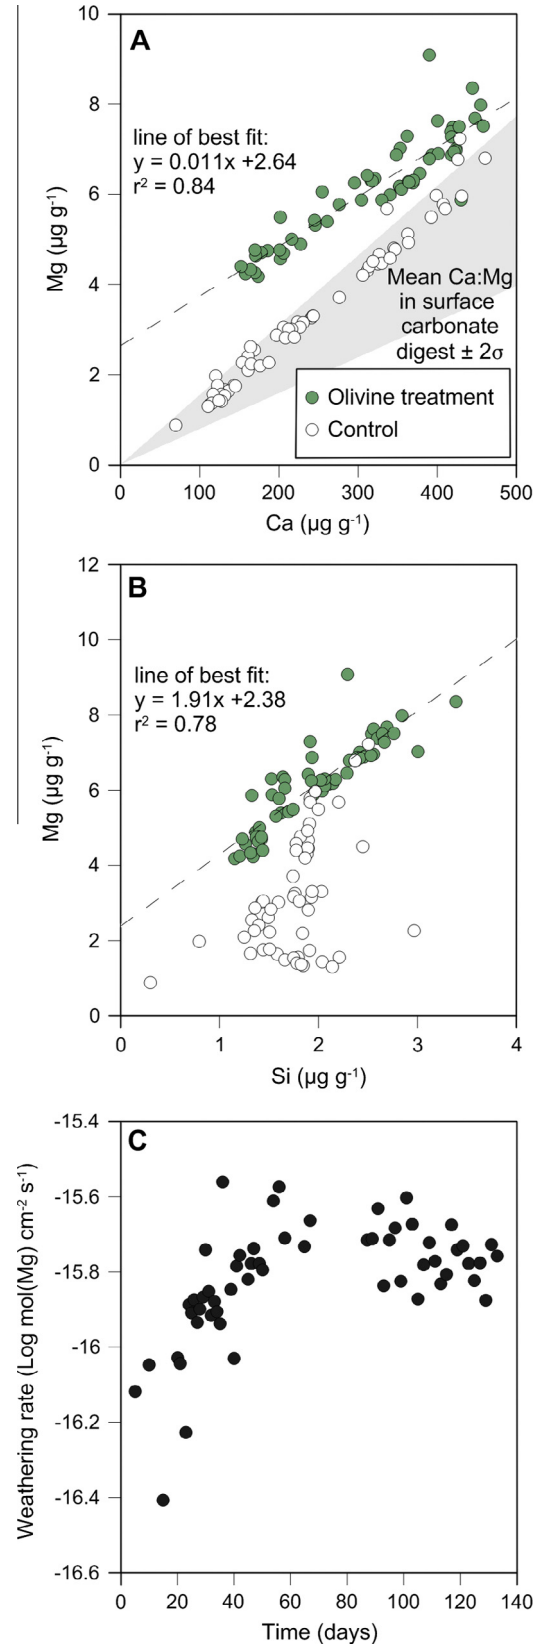 A
10
8
6
4
2
0
Mg (µg g⁻¹)
line of best fit:
y = 0.011x +2.64
r² = 0.84
Mean Ca:Mg
in surface
carbonate
digest ± 2σ
Olivine treatment
Control
0 100 200 300 400 500
Ca (µg g⁻¹)
B
12
10
8
6
4
2
0
Mg (µg g⁻¹)
line of best fit:
y = 1.91x +2.38
r² = 0.78
0 1 2 3 4
Si (µg g⁻¹)
C
-15.4
-15.6
-15.8
-16
-16.2
-16.4
-16.6
Weathering rate (Log mol(Mg) cm⁻² s⁻¹)
0 20 40 60 80 100 120 140
Time (days)